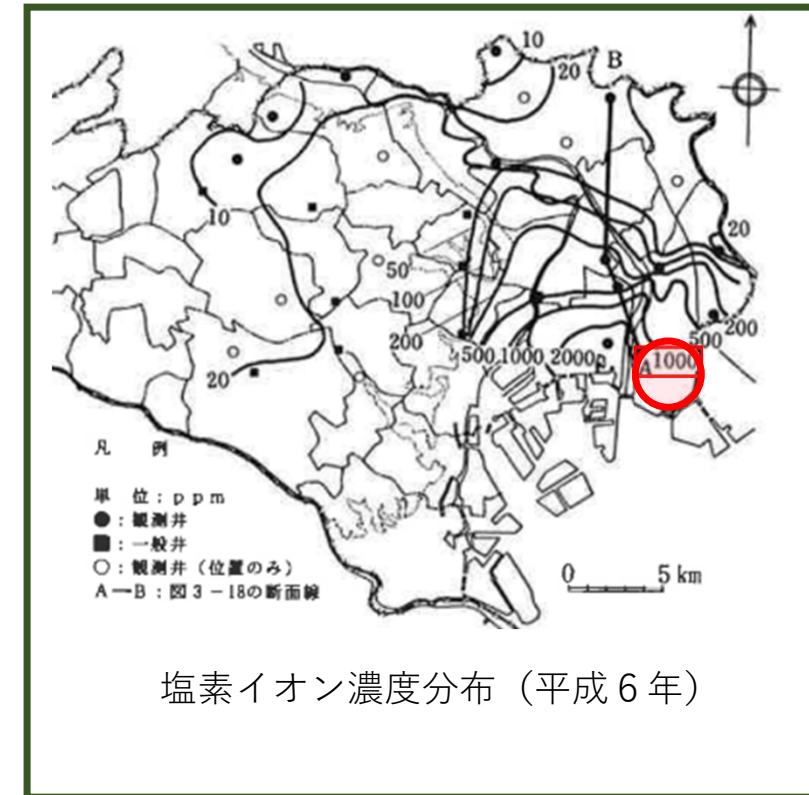 10
B
20
10
20
50
100
200
500 1000 2000
500
200
A 1000
20
凡 例
単 位：ｐｐｍ
●：観測井
■：一般井
○：観測井（位置のみ）
A－B：図３－18の断面線
0 5 km
塩素イオン濃度分布（平成６年）